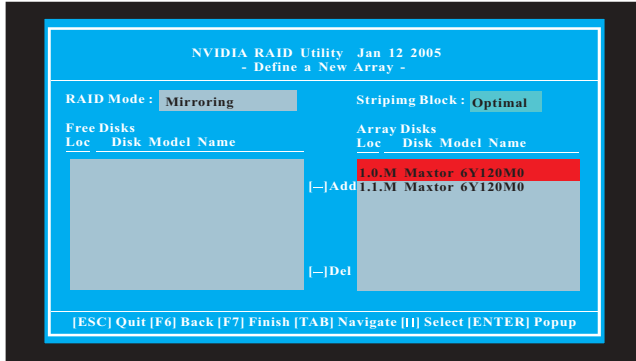 NVIDIA RAID Utility Jan 12 2005
- Define a New Array -
RAID Mode : Mirroring
Stripimg Block : Optimal
Free Disks
Loc Disk Model Name
Array Disks
Loc Disk Model Name
1.0.M Maxtor 6Y120M0
[—]Add
1.1.M Maxtor 6Y120M0
[—]Del
[ESC] Quit [F6] Back [F7] Finish [TAB] Navigate [||] Select [ENTER] Popup